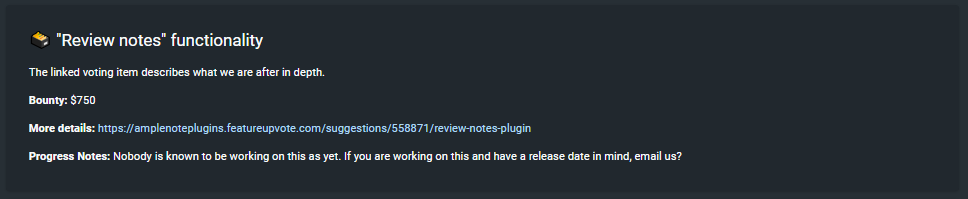 "Review notes" functionality
The linked voting item describes what we are after in depth.
Bounty: $750
More details: https://amplenoteplugins.featureupvote.com/suggestions/558871/review-notes-plugin
Progress Notes: Nobody is known to be working on this as yet. If you are working on this and have a release date in mind, email us?